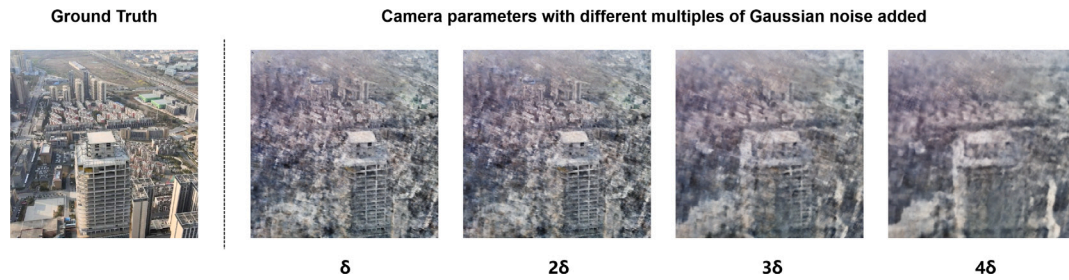 Ground Truth
Camera parameters with different multiples of Gaussian noise added
δ
2δ
3δ
4δ